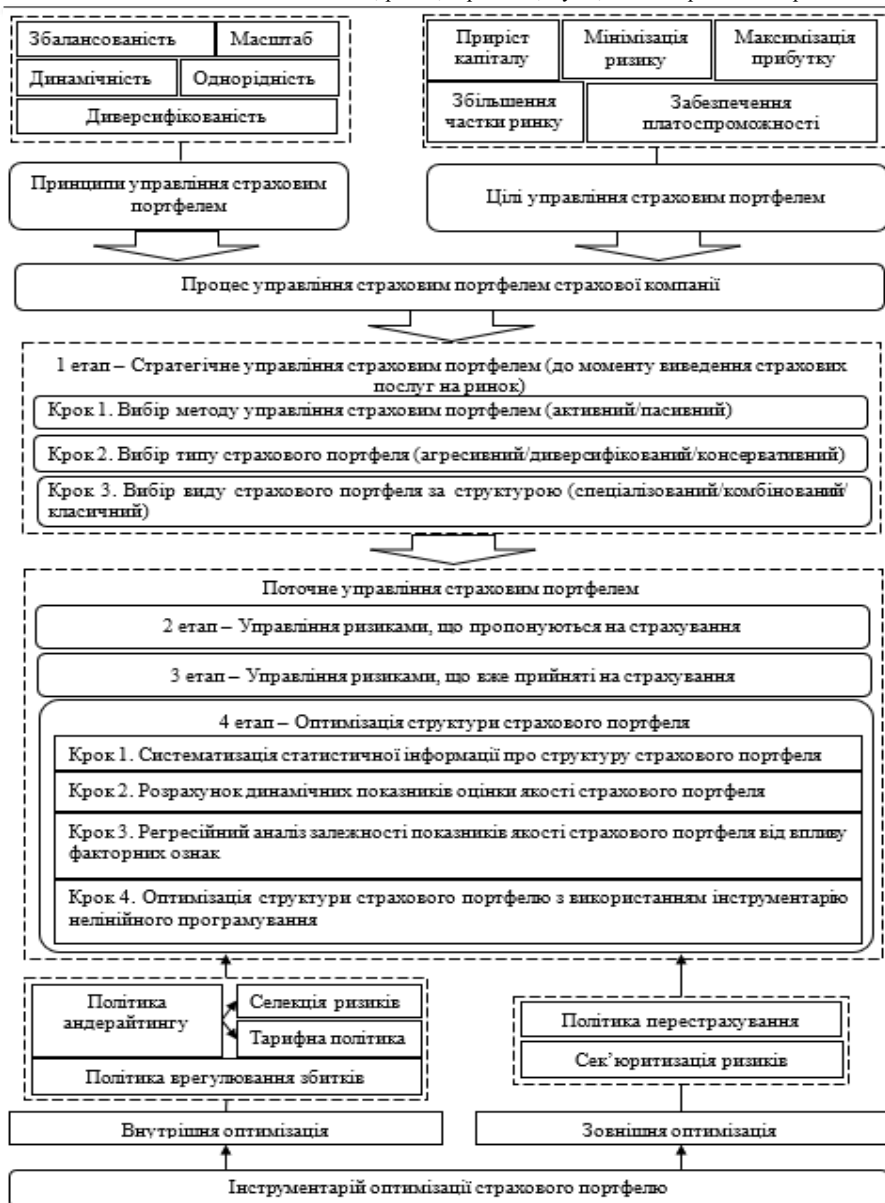 Збалансованість
Масштаб
Динамічність
Однорідність
Диверсифікованість
Приріст
капіталу
Мінімізація
ризику
Максимізація
прибутку
Збільшення
частки ринку
Забезпечення
платоспроможності
Принципи управління страховим
портфелем
Цілі управління страховим портфелем
Процес управління страховим портфелем страхової компанії
1 етап – Стратегічне управління страховим портфелем (до моменту виведення страхових
послуг на ринок)
Крок 1. Вибір методу управління страховим портфелем (активний/пасивний)
Крок 2. Вибір типу страхового портфеля (агресивний/диверсифікований/консервативний)
Крок 3. Вибір виду страхового портфеля за структурою (спеціалізований/комбінований/
класичний)
Поточне управління страховим портфелем
2 етап – Управління ризиками, що пропонуються на страхування
3 етап – Управління ризиками, що вже прийняті на страхування
4 етап – Оптимізація структури страхового портфеля
Крок 1. Систематизація статистичної інформації про структуру страхового портфеля
Крок 2. Розрахунок динамічних показників оцінки якості страхового портфеля
Крок 3. Регресійний аналіз залежності показників якості страхового портфеля від впливу
факторних ознак
Крок 4. Оптимізація структури страхового портфелю з використанням інструментарію
нелінійного програмування
Політика
андерайтингу
Селекція ризиків
Тарифна політика
Політика врегулювання збитків
Політика перестрахування
Сек’юритизація ризиків
Внутрішня оптимізація
Зовнішня оптимізація
Інструментарій оптимізації страхового портфелю